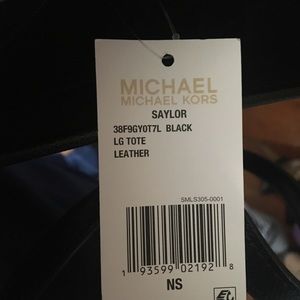 MICHAEL
MICHAEL KORS
SAYLOR
38F9GY0T7L BLACK
LG TOTE
LEATHER
SMLS305-0001
1 93599 02192 8
NS